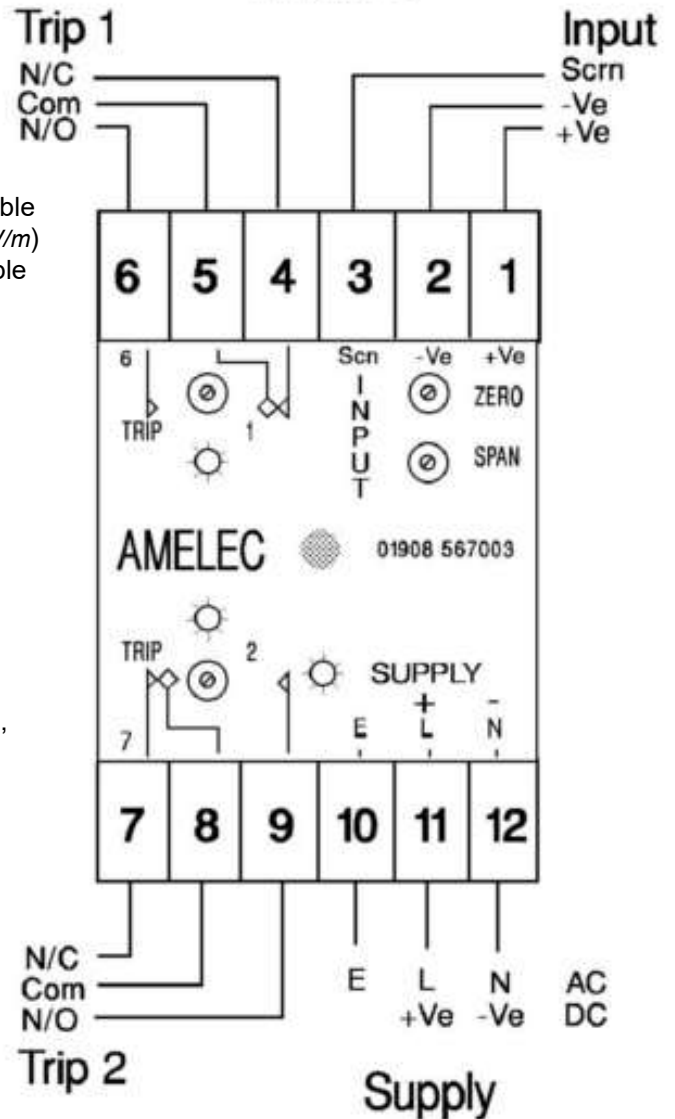 Trip 1
Input
N/C
Com
N/O
Scrn
-Ve
+Ve
ble
V/m)
ble
6 5 4 3 2 1
6
Scn -Ve +Ve
ZERO
TRIP 1
INPUT
SPAN
AMELEC 01908 567003
TRIP 2
SUPPLY
+ -
E L N
,
7
7 8 9 10 11 12
N/C
Com
N/O
E L N AC
+Ve -Ve DC
Trip 2
Supply